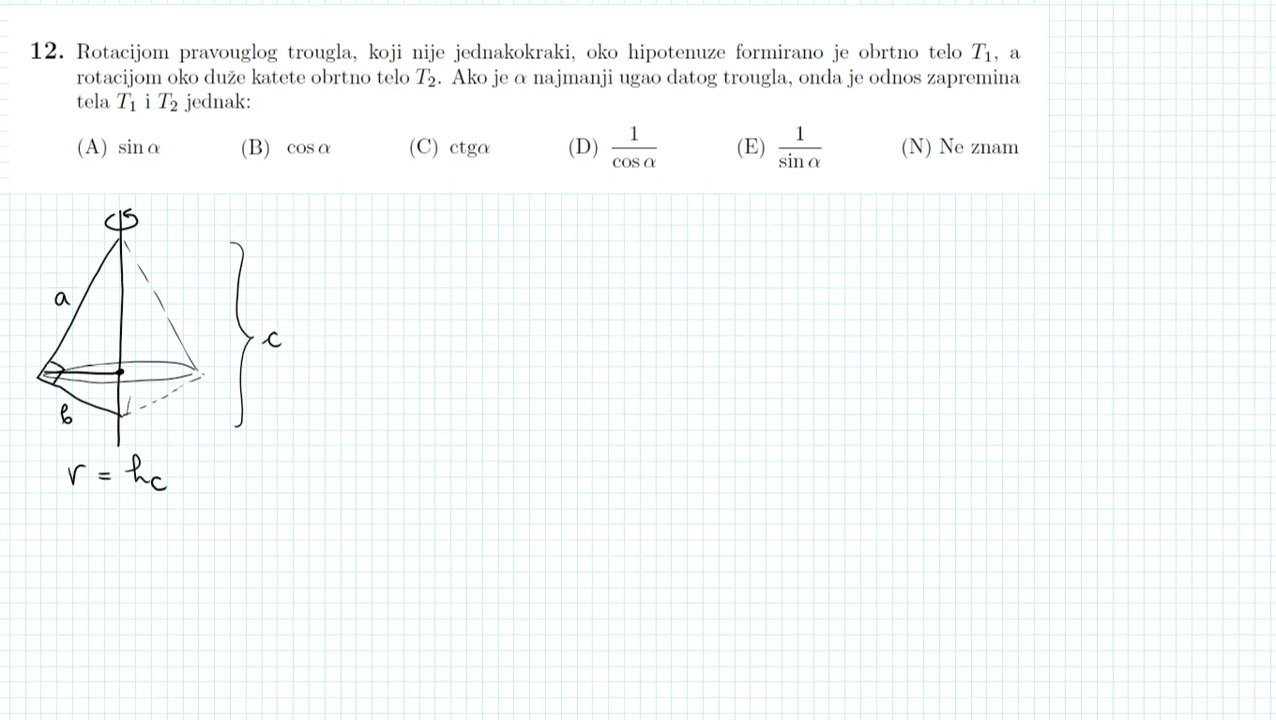 12. Rotacijom pravouglog trougla, koji nije jednakokraki, oko hipotenuze formirano je obrtno telo T₁, a
rotacijom oko duže katete obrtno telo T₂. Ako je α najmanji ugao datog trougla, onda je odnos zapremina
tela T₁ i T₂ jednak:
(A) sin α (B) cos α (C) ctgα (D) 1/cos α (E) 1/sin α (N) Ne znam
a
c
b
r = h_c